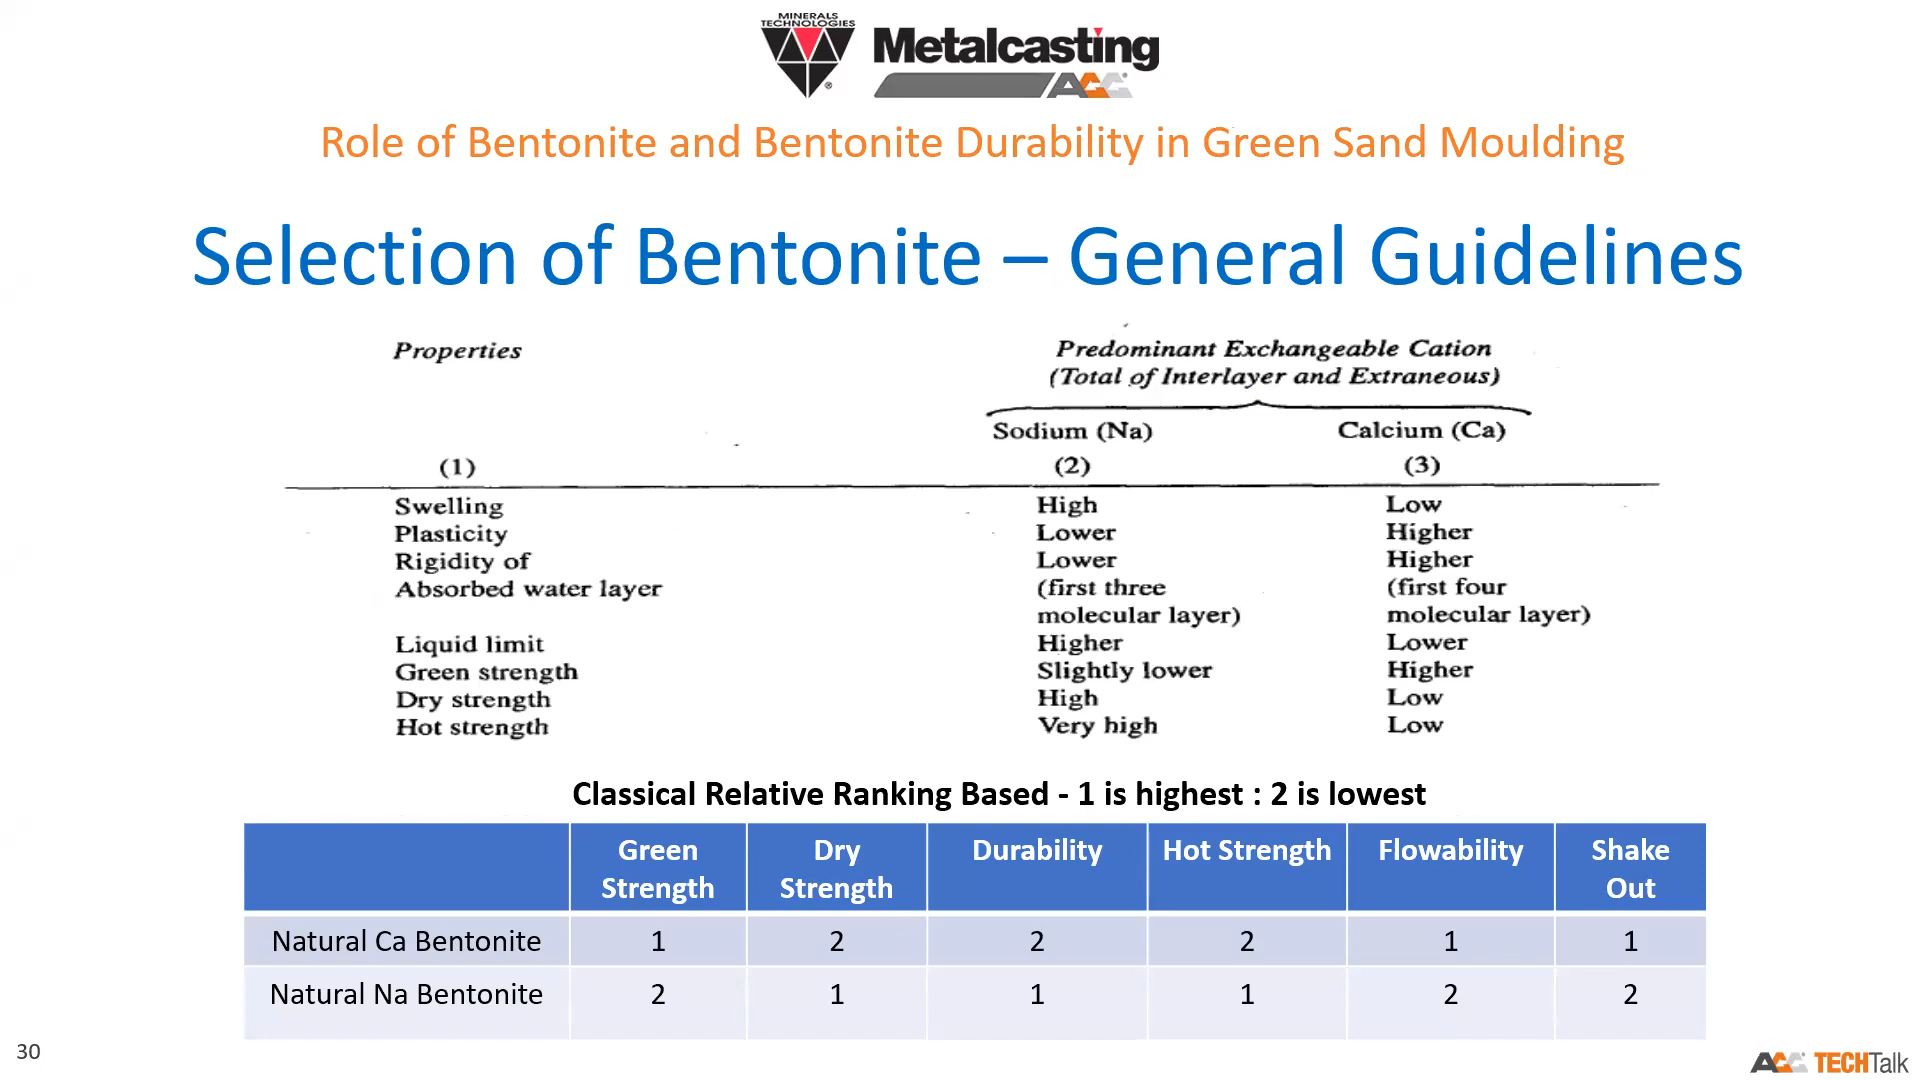 MINERALS
TECHNOLOGIES
Metalcasting
ACC
Role of Bentonite and Bentonite Durability in Green Sand Moulding
Selection of Bentonite – General Guidelines
Properties
Predominant Exchangeable Cation
(Total of Interlayer and Extraneous)
Sodium (Na) Calcium (Ca)
(1) (2) (3)
Swelling High Low
Plasticity Lower Higher
Rigidity of Lower Higher
Absorbed water layer (first three (first four
molecular layer) molecular layer)
Liquid limit Higher Lower
Green strength Slightly lower Higher
Dry strength High Low
Hot strength Very high Low
Classical Relative Ranking Based - 1 is highest : 2 is lowest
Green Strength Dry Strength Durability Hot Strength Flowability Shake Out
Natural Ca Bentonite 1 2 2 2 1 1
Natural Na Bentonite 2 1 1 1 2 2
30
ACC TECHTalk